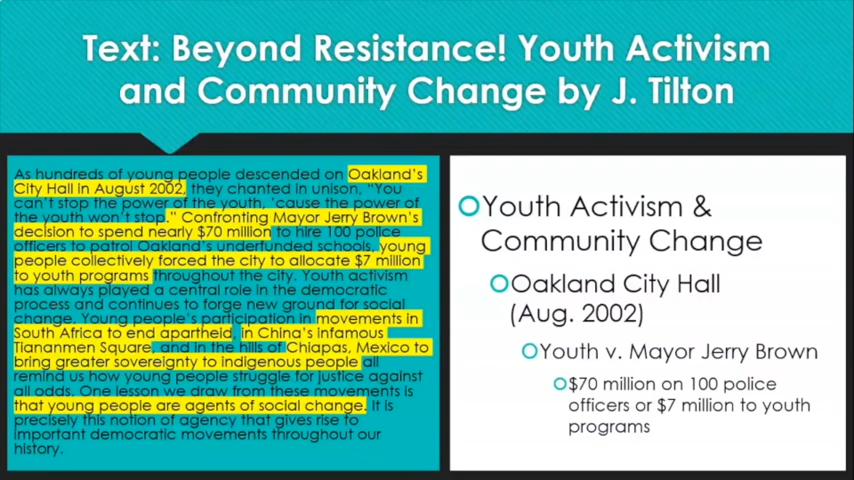 Text: Beyond Resistance! Youth Activism
and Community Change by J. Tilton
As hundreds of young people descended on Oakland's
City Hall in August 2002, they chanted in unison, "You
can't stop the power of the youth, 'cause the power of
the youth won't stop." Confronting Mayor Jerry Brown's
decision to spend nearly $70 million to hire 100 police
officers to patrol Oakland's underfunded schools, young
people collectively forced the city to allocate $7 million
to youth programs throughout the city. Youth activism
has always played a central role in the democratic
process and continues to forge new ground for social
change. Young people's participation in movements in
South Africa to end apartheid, in China's infamous
Tiananmen Square, and in the hills of Chiapas, Mexico to
bring greater sovereignty to indigenous people all
remind us how young people struggle for justice against
all odds. One lesson we draw from these movements is
that young people are agents of social change. It is
precisely this notion of agency that gives rise to
important democratic movements throughout our
history.
Youth Activism &
Community Change
Oakland City Hall
(Aug. 2002)
Youth v. Mayor Jerry Brown
$70 million on 100 police
officers or $7 million to youth
programs